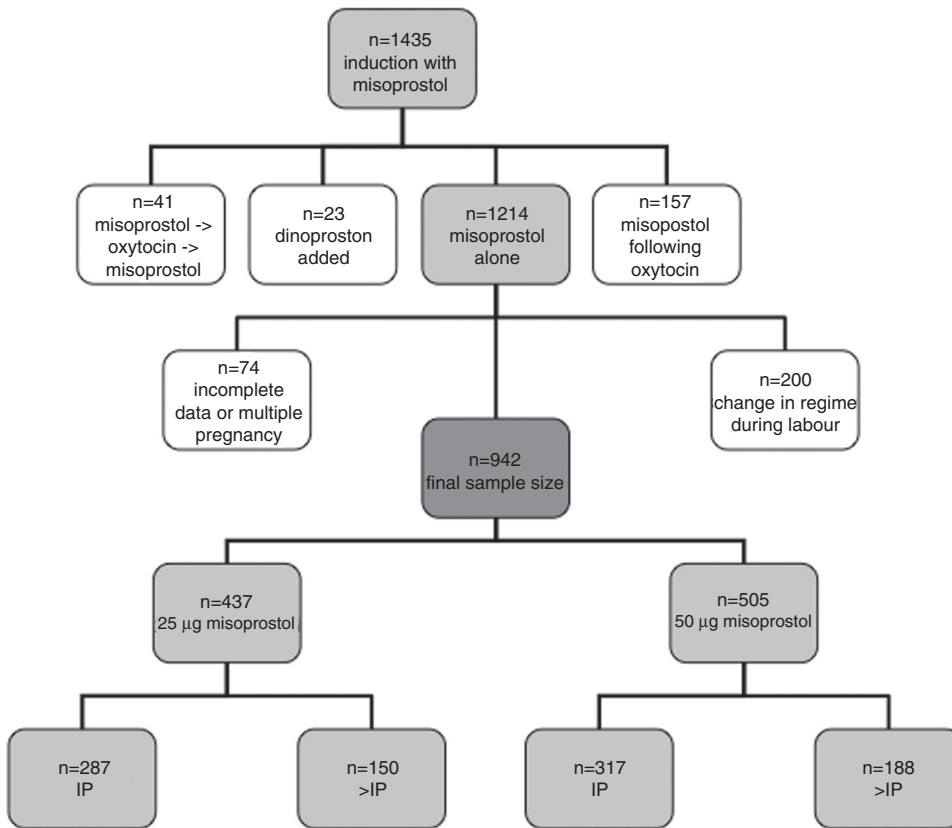 n=1435
induction with
misoprostol
n=41
misoprostol ->
oxytocin ->
misoprostol
n=23
dinoproston
added
n=1214
misoprostol
alone
n=157
misopostol
following
oxytocin
n=74
incomplete
data or multiple
pregnancy
n=200
change in regime
during labour
n=942
final sample size
n=437
25 µg misoprostol
n=505
50 µg misoprostol
n=287
IP
n=150
>IP
n=317
IP
n=188
>IP